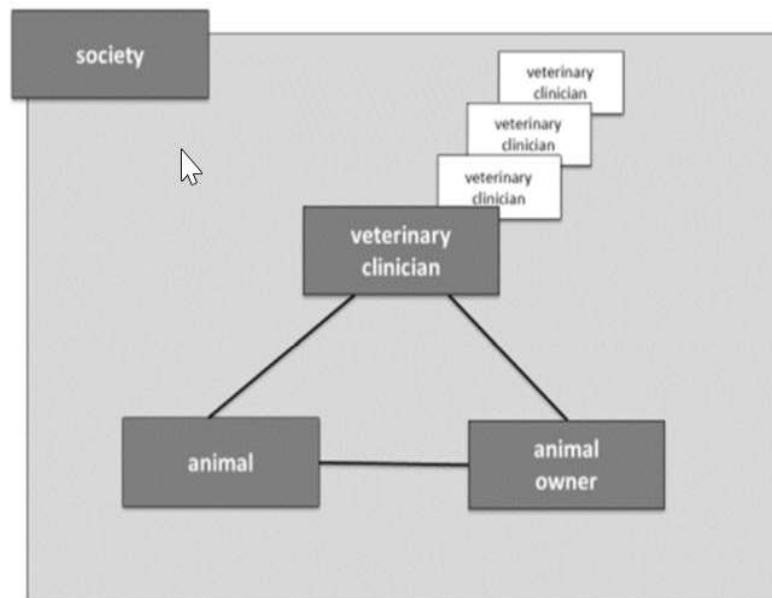 society
veterinary
clinician
veterinary
clinician
veterinary
clinician
veterinary
clinician
animal
animal
owner